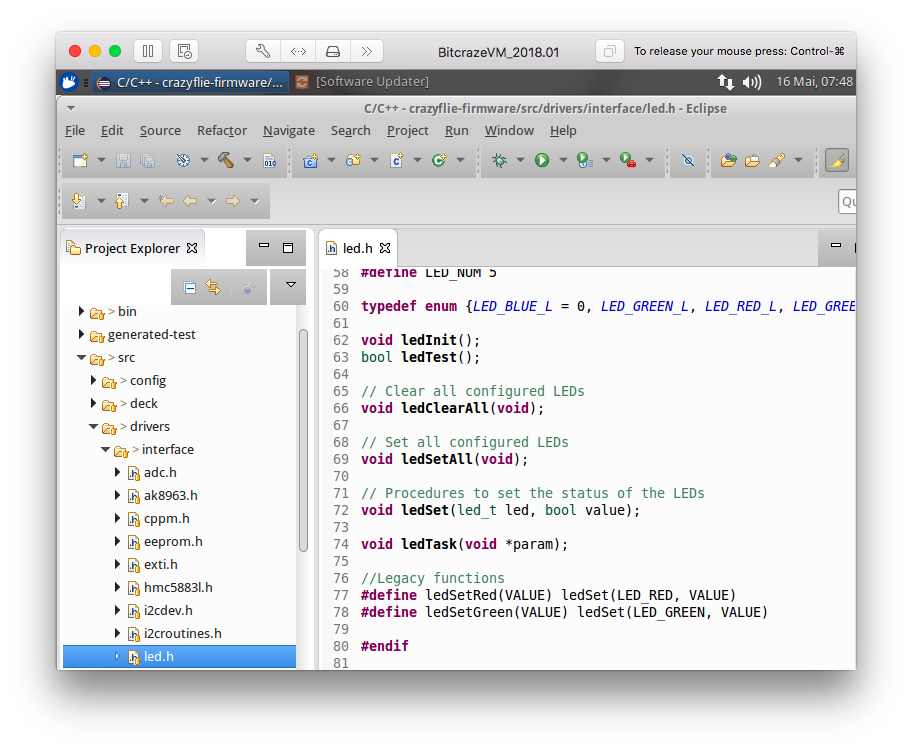 BitcrazeVM_2018.01
To release your mouse press: Control-⌘
C/C++ - crazyflie-firmware/...
[Software Updater]
16 Mai, 07:48
C/C++ - crazyflie-firmware/src/drivers/interface/led.h - Eclipse
File Edit Source Refactor Navigate Search Project Run Window Help
010
Qu
Project Explorer
> bin
generated-test
> src
> config
> deck
> drivers
> interface
adc.h
ak8963.h
cppm.h
eeprom.h
exti.h
hmc5883l.h
i2cdev.h
i2croutines.h
led.h
led.h
58 #define LED_NUM 5
59
60 typedef enum {LED_BLUE_L = 0, LED_GREEN_L, LED_RED_L, LED_GREE
61
62 void ledInit();
63 bool ledTest();
64
65 // Clear all configured LEDs
66 void ledClearAll(void);
67
68 // Set all configured LEDs
69 void ledSetAll(void);
70
71 // Procedures to set the status of the LEDs
72 void ledSet(led_t led, bool value);
73
74 void ledTask(void *param);
75
76 //Legacy functions
77 #define ledSetRed(VALUE) ledSet(LED_RED, VALUE)
78 #define ledSetGreen(VALUE) ledSet(LED_GREEN, VALUE)
79
80 #endif
81